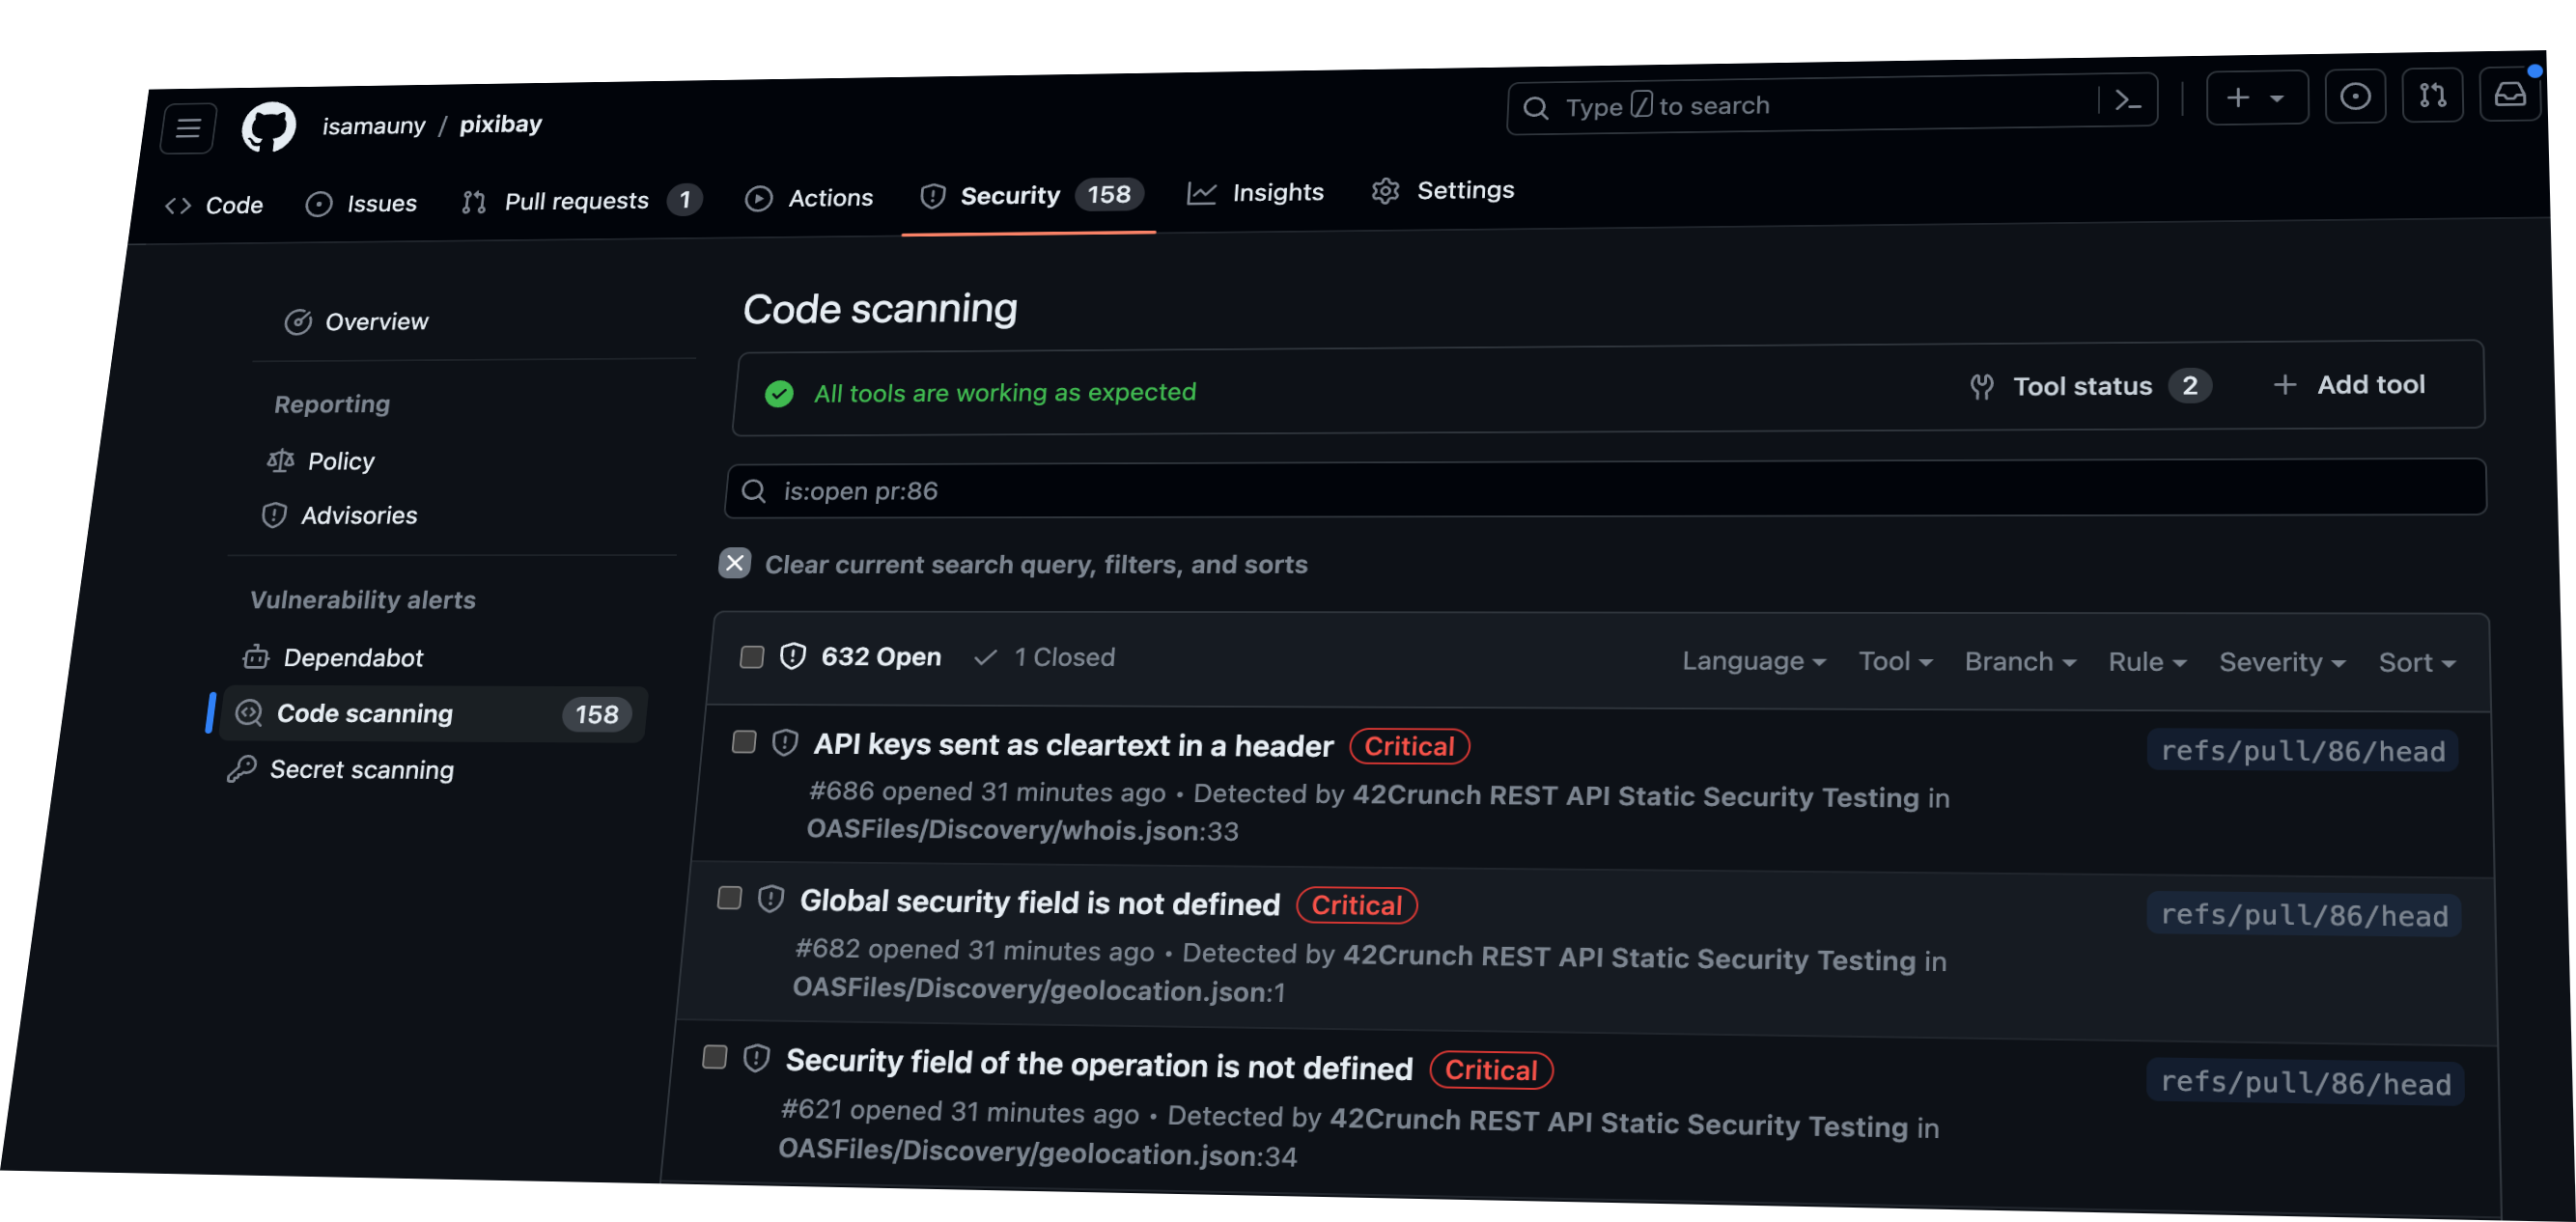 isamauny / pixibay
Type / to search
Code Issues Pull requests 1 Actions Security 158 Insights Settings
Overview
Reporting
Policy
Advisories
Vulnerability alerts
Dependabot
Code scanning 158
Secret scanning
Code scanning
All tools are working as expected
Tool status 2
Add tool
is:open pr:86
Clear current search query, filters, and sorts
632 Open 1 Closed
Language Tool Branch Rule Severity Sort
API keys sent as cleartext in a header Critical
refs/pull/86/head
#686 opened 31 minutes ago • Detected by 42Crunch REST API Static Security Testing in
OASFiles/Discovery/whois.json:33
Global security field is not defined Critical
refs/pull/86/head
#682 opened 31 minutes ago • Detected by 42Crunch REST API Static Security Testing in
OASFiles/Discovery/geolocation.json:1
Security field of the operation is not defined Critical
refs/pull/86/head
#621 opened 31 minutes ago • Detected by 42Crunch REST API Static Security Testing in
OASFiles/Discovery/geolocation.json:34